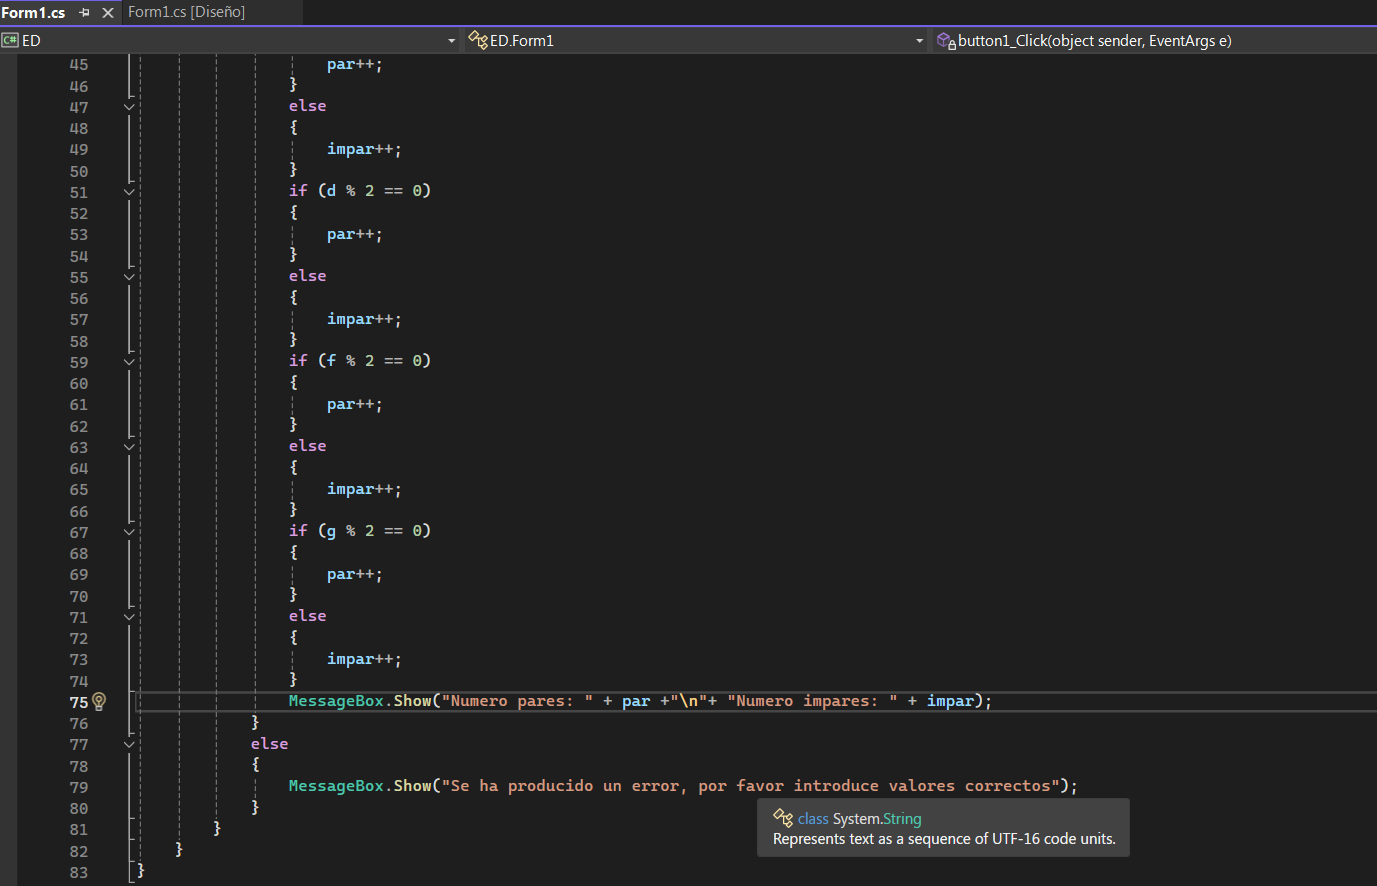 Form1.cs Form1.cs [Diseño]
C# ED ED.Form1 button1_Click(object sender, EventArgs e)
45 par++;
46 }
47 else
48 {
49 impar++;
50 }
51 if (d % 2 == 0)
52 {
53 par++;
54 }
55 else
56 {
57 impar++;
58 }
59 if (f % 2 == 0)
60 {
61 par++;
62 }
63 else
64 {
65 impar++;
66 }
67 if (g % 2 == 0)
68 {
69 par++;
70 }
71 else
72 {
73 impar++;
74 }
75 MessageBox.Show("Numero pares: " + par +"\n"+ "Numero impares: " + impar);
76 }
77 else
78 {
79 MessageBox.Show("Se ha producido un error, por favor introduce valores correctos");
80 }
81 }
82 }
83 }
class System.String
Represents text as a sequence of UTF-16 code units.